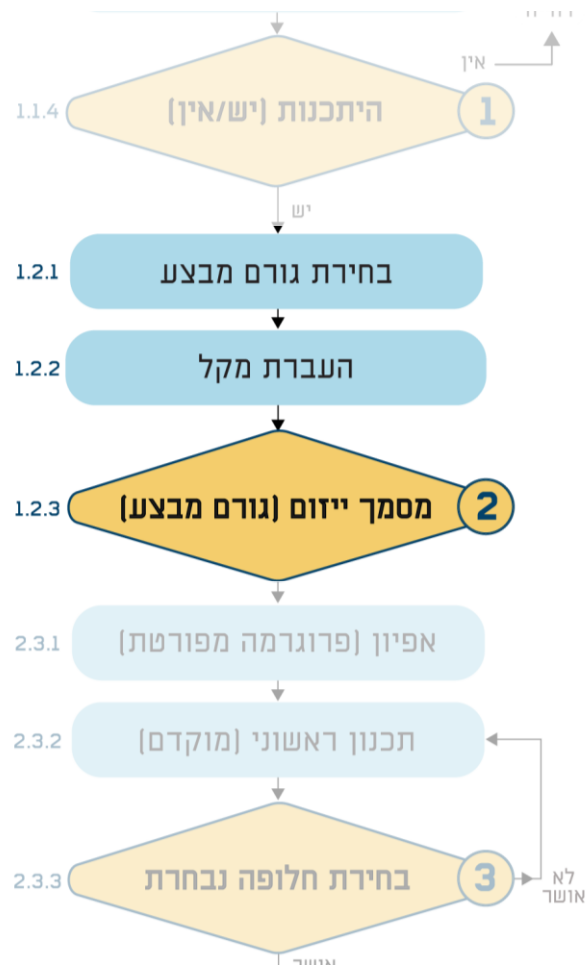 אין
1.1.4 היתכנות (יש/אין) 1
יש
1.2.1 בחירת גורם מבצע
1.2.2 העברת מקל
1.2.3 מסמך ייזום (גורם מבצע) 2
2.3.1 אפיון (פרוגרמה מפורטת)
2.3.2 תכנון ראשוני (מוקדם)
2.3.3 בחירת חלופה נבחרת 3
לא
אושר
אושר